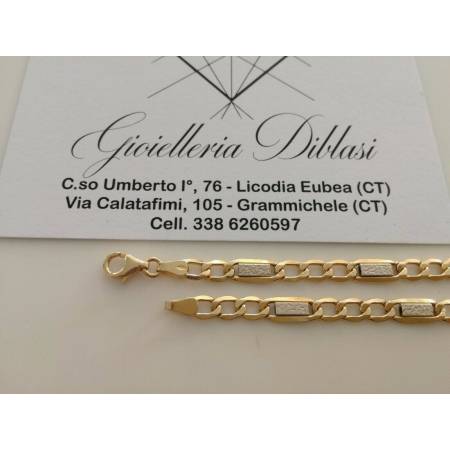 Gioielleria Diblasi
C.so Umberto I°, 76 - Licodia Eubea (CT)
Via Calatafimi, 105 - Grammichele (CT)
Cell. 338 6260597